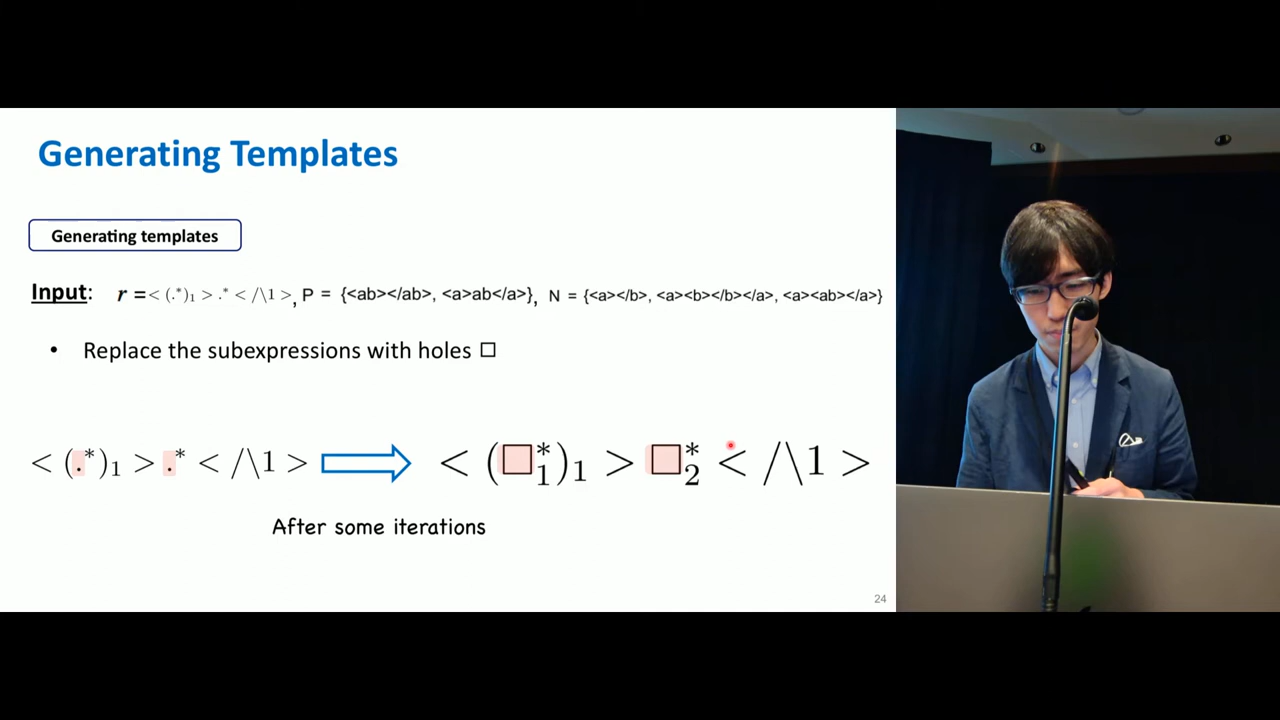 Generating Templates
Generating templates
Input: r =< (.*)₁ > .* < /\1 >, P = {<ab></ab>, <a>ab</a>}, N = {<a></b>, <a><b></b></a>, <a><ab></a>}
• Replace the subexpressions with holes □
< (.*)₁ > .* < /\1 > ⇒ < (□₁*)₁ > □₂* < /\1 >
After some iterations
24